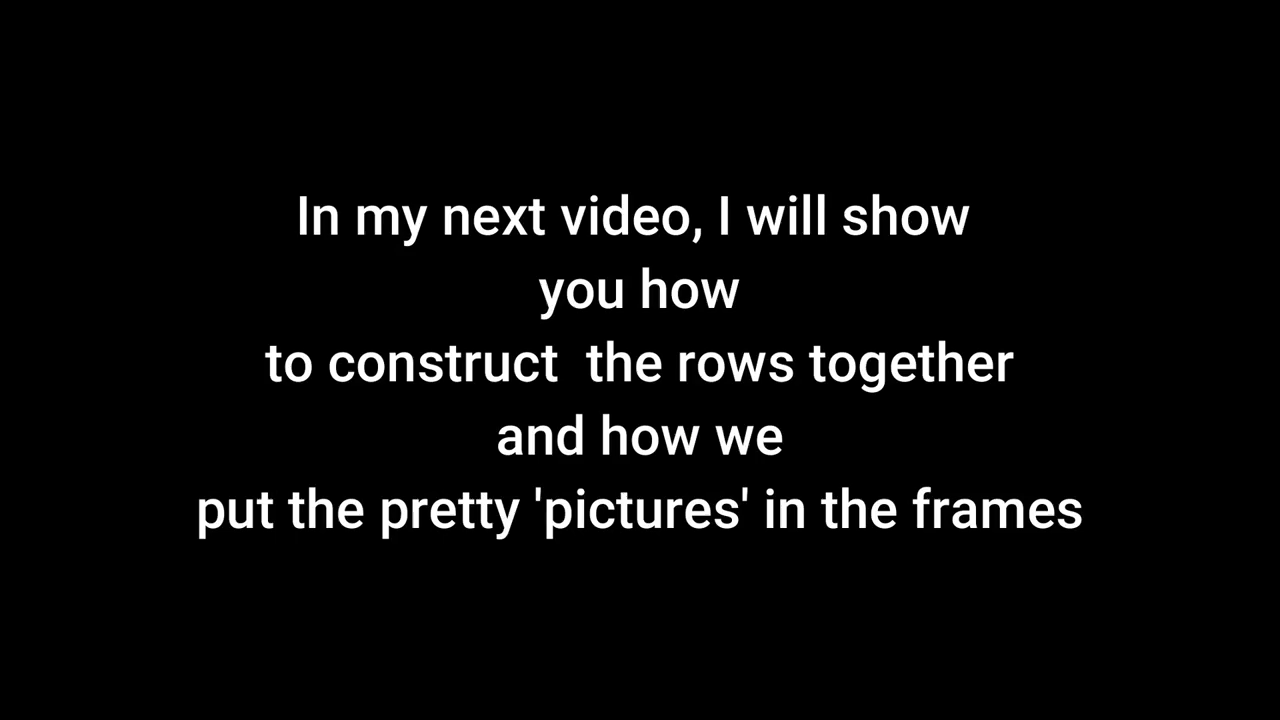 In my next video, I will show
you how
to construct  the rows together
and how we
put the pretty 'pictures' in the frames